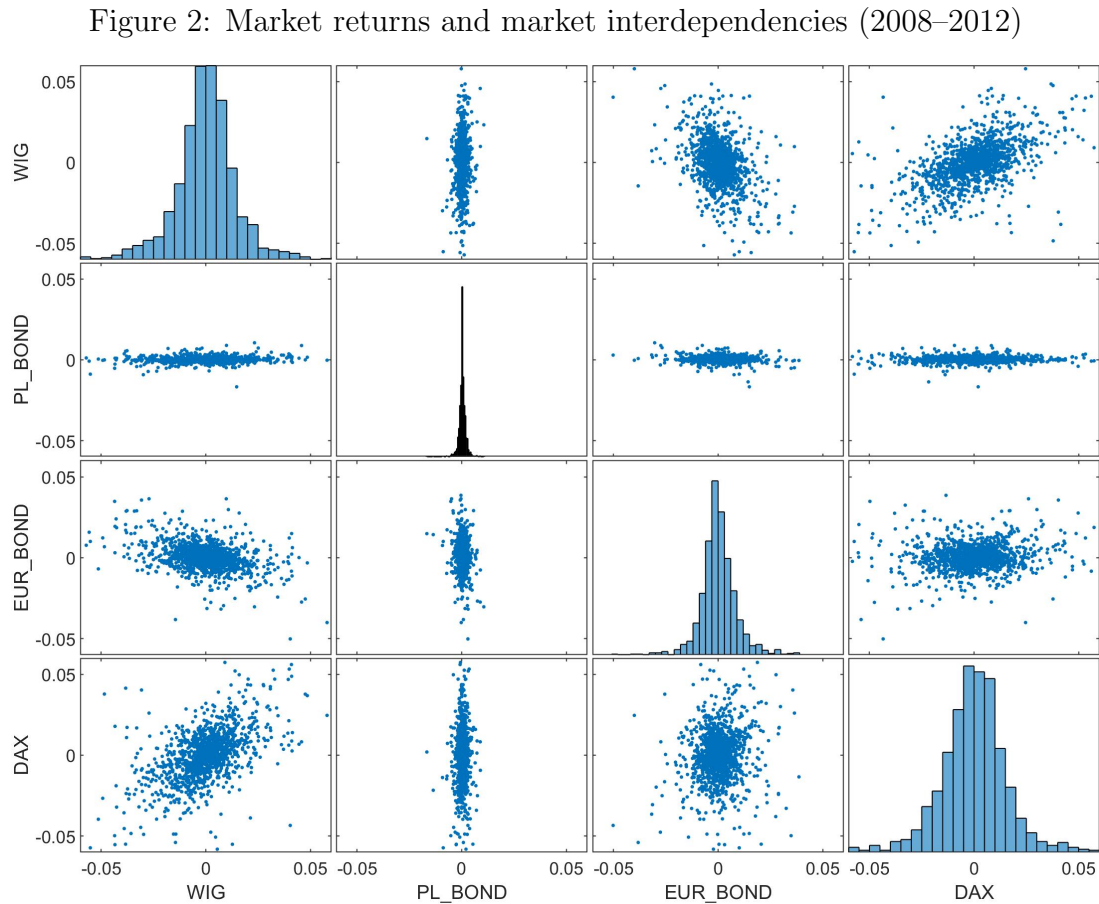 Figure 2: Market returns and market interdependencies (2008–2012)
0.05
0
-0.05
WIG
0.05
0
-0.05
PL_BOND
0.05
0
-0.05
EUR_BOND
0.05
0
-0.05
DAX
-0.05 0 0.05
-0.05 0 0.05
-0.05 0 0.05
-0.05 0 0.05
WIG
PL_BOND
EUR_BOND
DAX